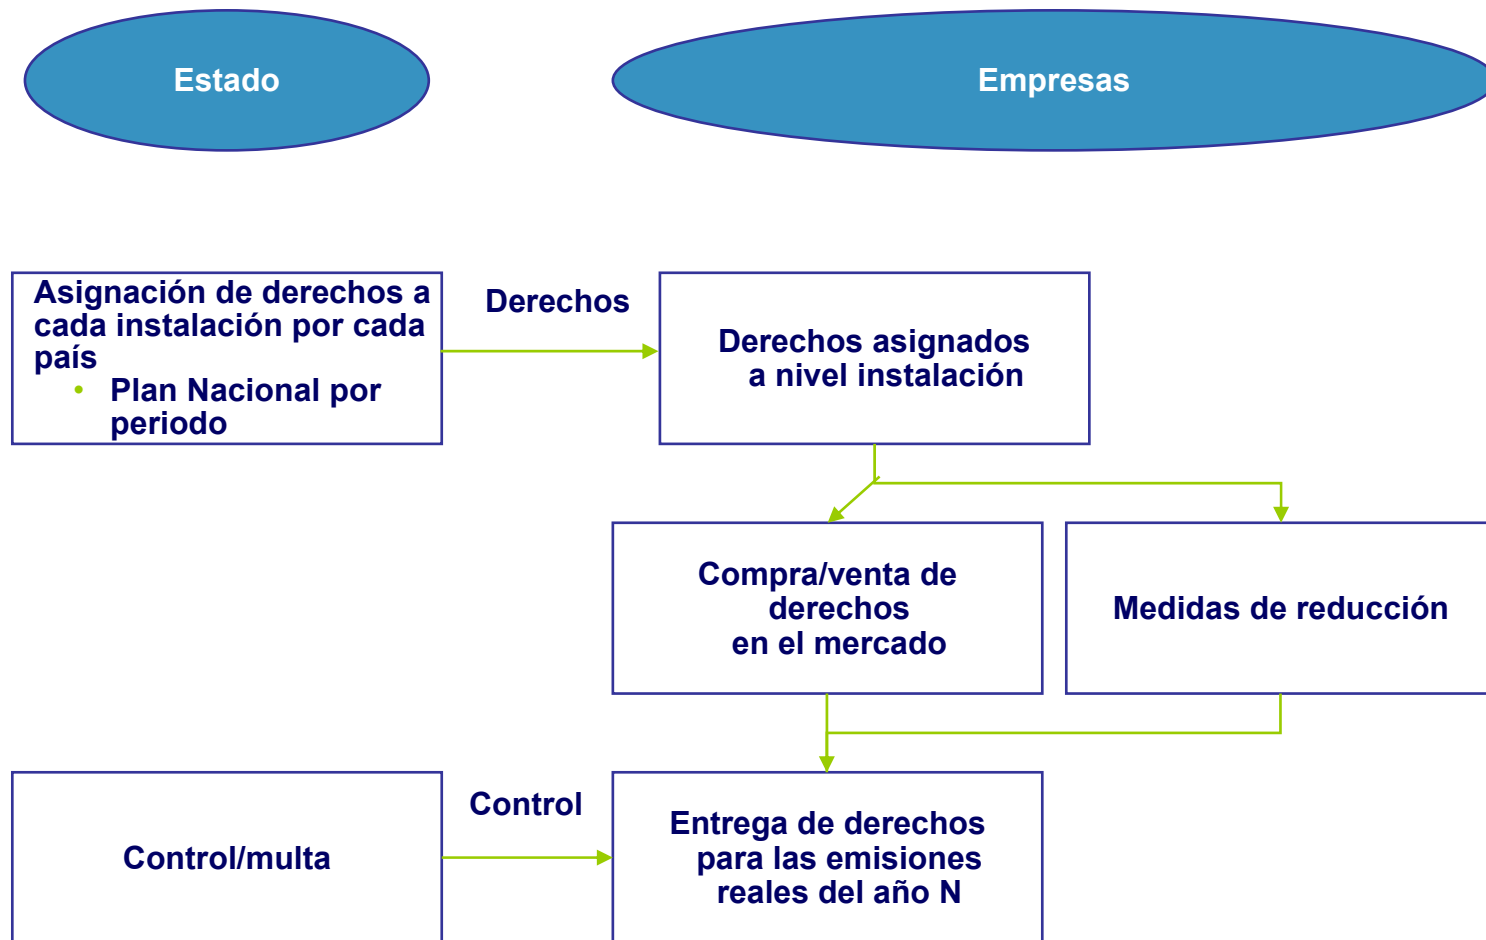 Estado
Empresas
Asignación de derechos a
cada instalación por cada
país
• Plan Nacional por
periodo
Derechos
Derechos asignados
a nivel instalación
Compra/venta de
derechos
en el mercado
Medidas de reducción
Control/multa
Control
Entrega de derechos
para las emisiones
reales del año N